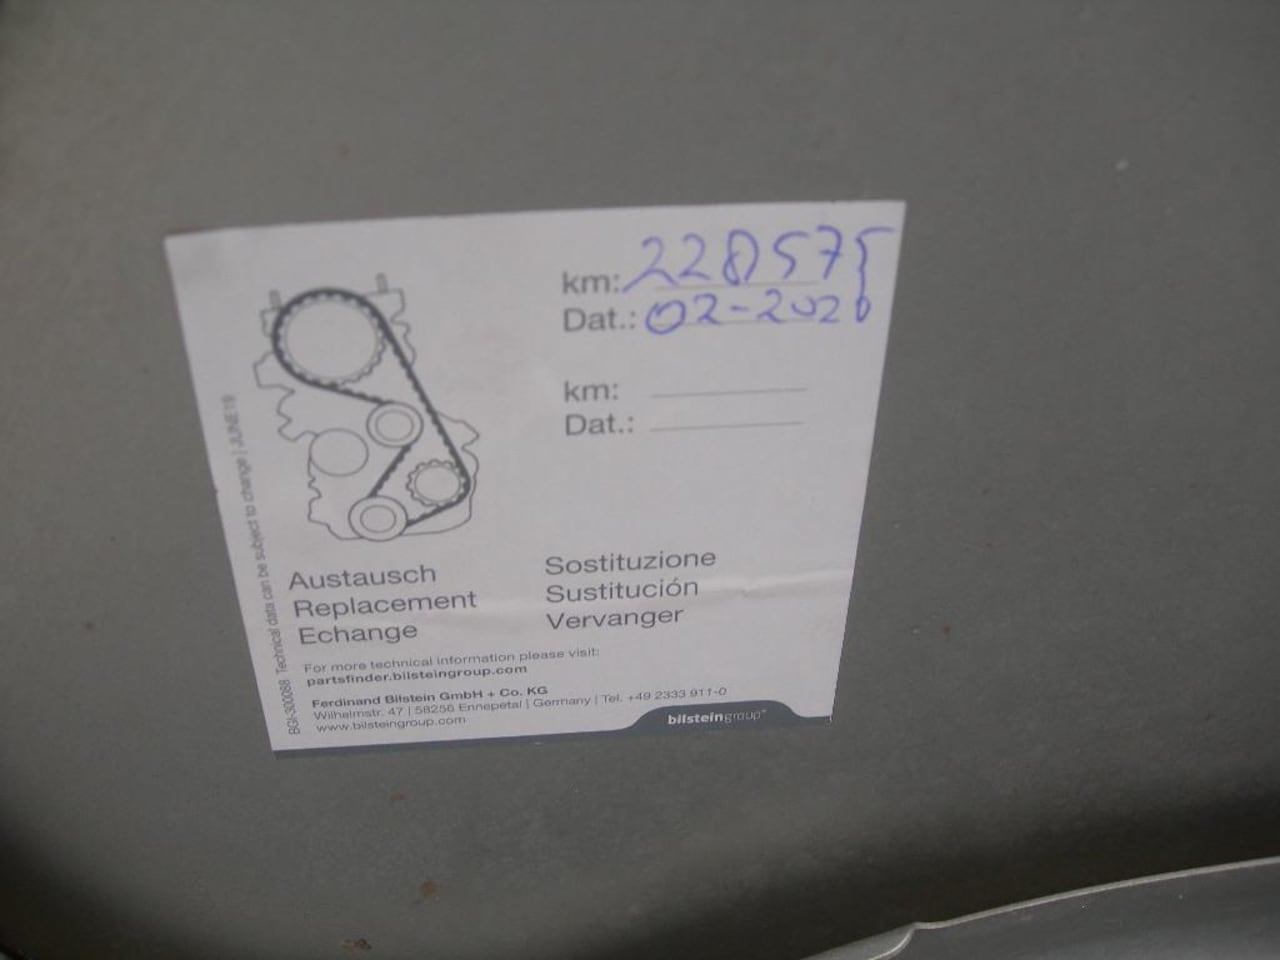 km: 220575
Dat.: 02-2020
km:
Dat.:
Austausch
Replacement
Echange
Sostituzione
Sustitución
Vervanger
For more technical information please visit:
partsfinder.bilsteingroup.com
Ferdinand Bilstein GmbH + Co. KG
Wilhelmstr. 47 | 58256 Ennepetal | Germany | Tel. +49 2333 911-0
www.bilsteingroup.com
bilsteingroup®
BGI-300088 Technical data can be subject to change | JUNE19